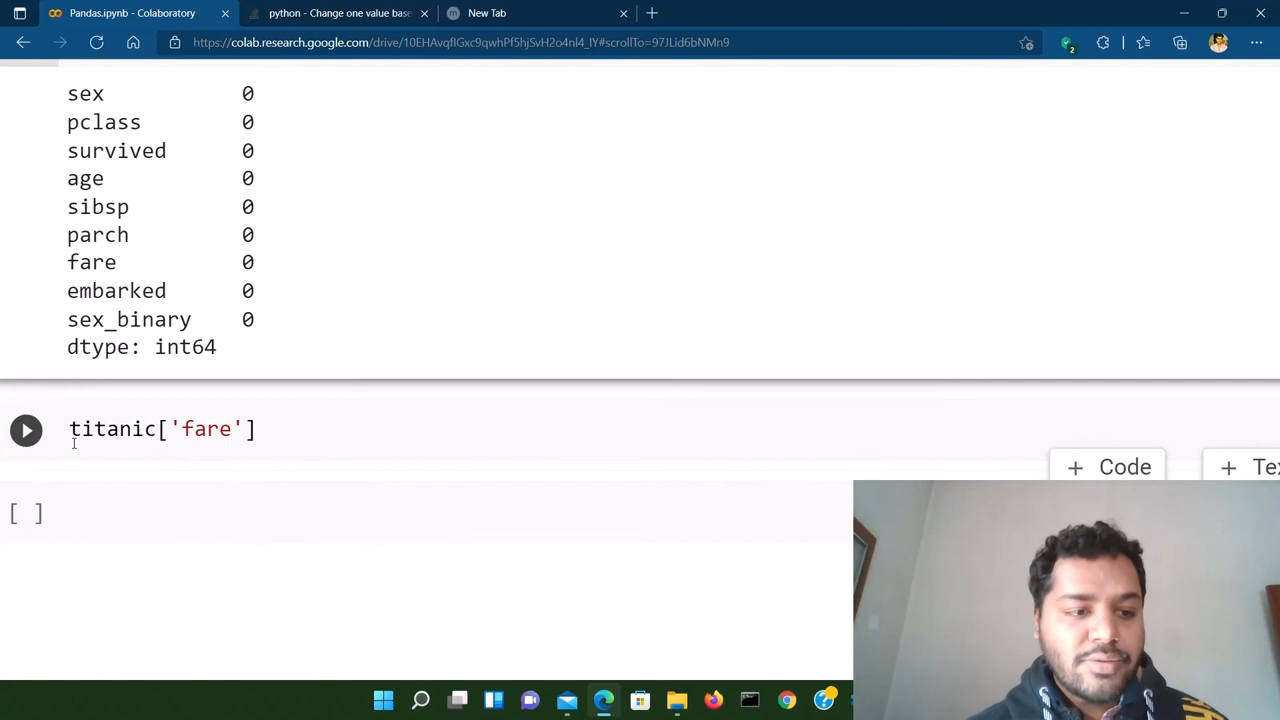 Pandas.ipynb - Colaboratory
python - Change one value base
New Tab
https://colab.research.google.com/drive/10EHAvqflGxc9qwhPf5hjSvH2o4nl4_lY#scrollTo=97JLid6bNMn9
2
sex 0
pclass 0
survived 0
age 0
sibsp 0
parch 0
fare 0
embarked 0
sex_binary 0
dtype: int64
titanic['fare']
+ Code
+ Te
[ ]